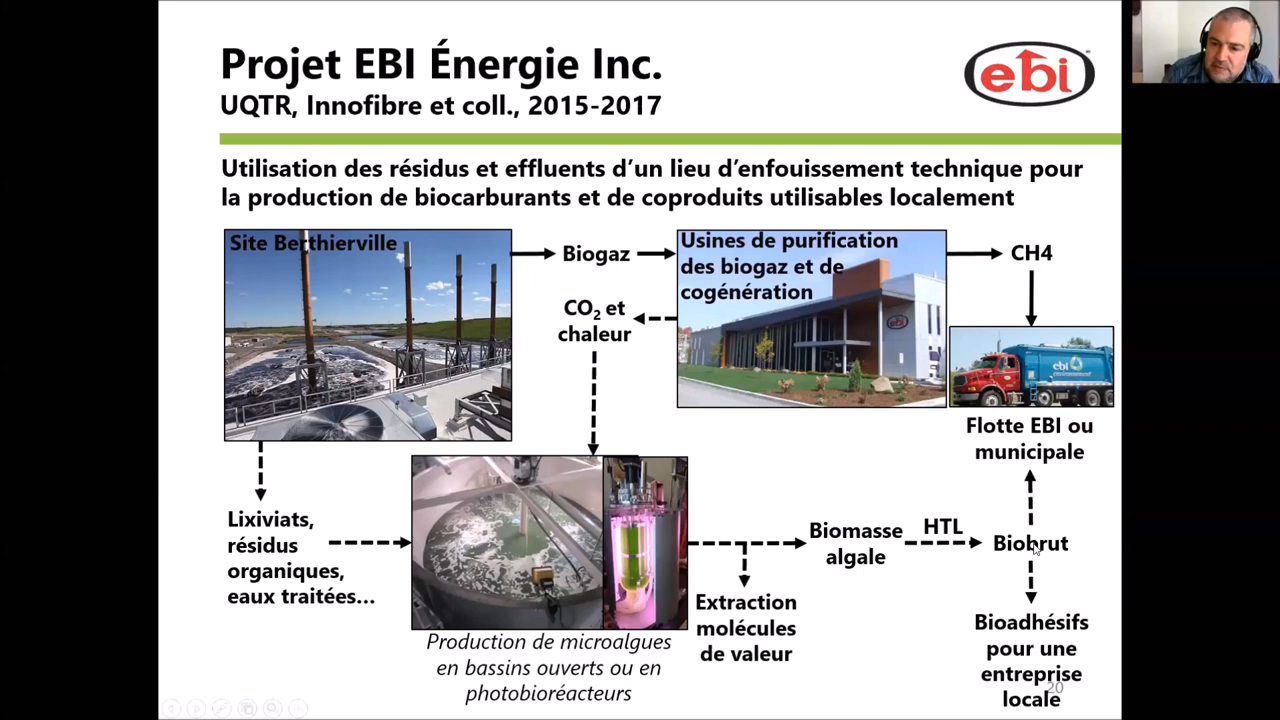 Projet EBI Énergie Inc.
UQTR, Innofibre et coll., 2015-2017
ebi
Utilisation des résidus et effluents d’un lieu d’enfouissement technique pour
la production de biocarburants et de coproduits utilisables localement
Site Berthierville
Biogaz
Usines de purification
des biogaz et de
cogénération
CH4
CO₂ et
chaleur
ebi
ebi
environnement
Flotte EBI ou
municipale
Lixiviats,
résidus
organiques,
eaux traitées…
Production de microalgues
en bassins ouverts ou en
photobioréacteurs
Extraction
molécules
de valeur
Biomasse
algale
HTL
Biobrut
Bioadhésifs
pour une
entreprise
locale
20